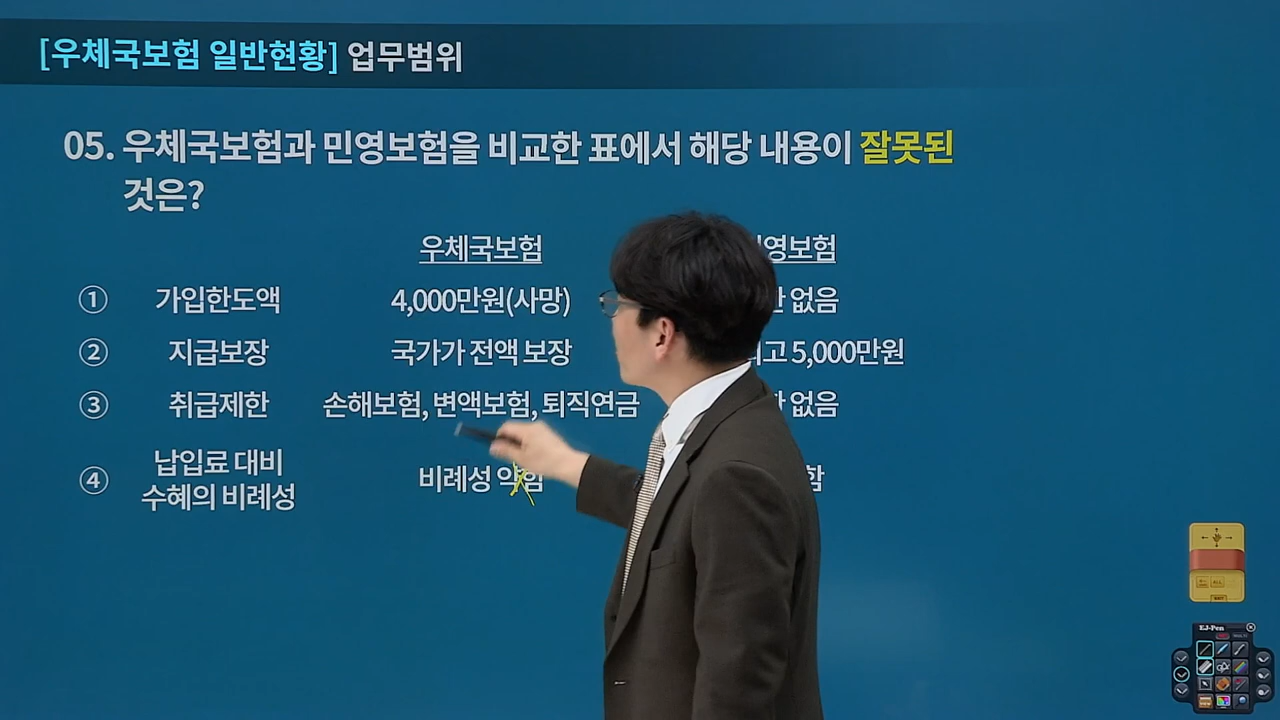 [우체국보험 일반현황] 업무범위
05. 우체국보험과 민영보험을 비교한 표에서 해당 내용이 잘못된
것은?
우체국보험 영보험
① 가입한도액 4,000만원(사망) 없음
② 지급보장 국가가 전액 보장 5,000만원
③ 취급제한 손해보험, 변액보험, 퇴직연금 없음
④ 납입료 대비
수혜의 비례성 비례성 약함 함
EJ-Pen